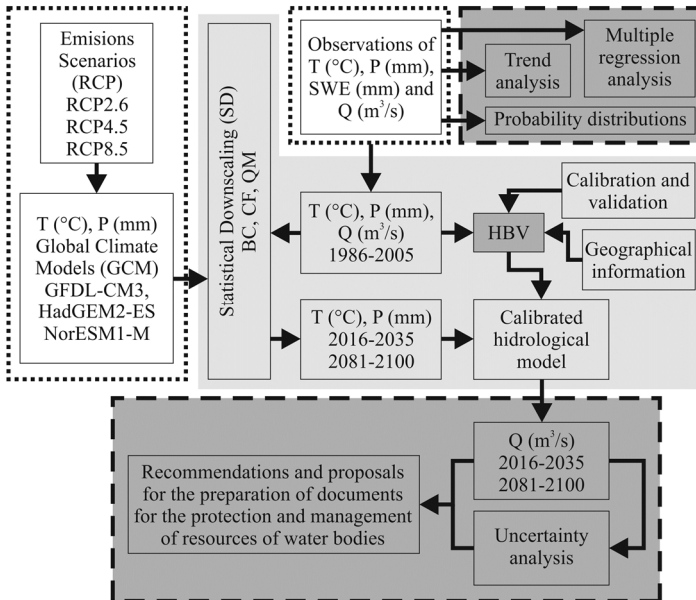 Emissions
Scenarios
(RCP)
RCP2.6
RCP4.5
RCP8.5
T (°C), P (mm)
Global Climate
Models (GCM)
GFDL-CM3,
HadGEM2-ES
NorESM1-M
Statistical Downscaling (SD)
BC, CF, QM
Observations of
T (°C), P (mm),
SWE (mm) and
Q (m³/s)
Trend
analysis
Multiple
regression
analysis
Probability distributions
T (°C), P (mm),
Q (m³/s)
1986-2005
HBV
Calibration and
validation
Geographical
information
T (°C), P (mm)
2016-2035
2081-2100
Calibrated
hidrological
model
Q (m³/s)
2016-2035
2081-2100
Uncertainty
analysis
Recommendations and proposals
for the preparation of documents
for the protection and management
of resources of water bodies